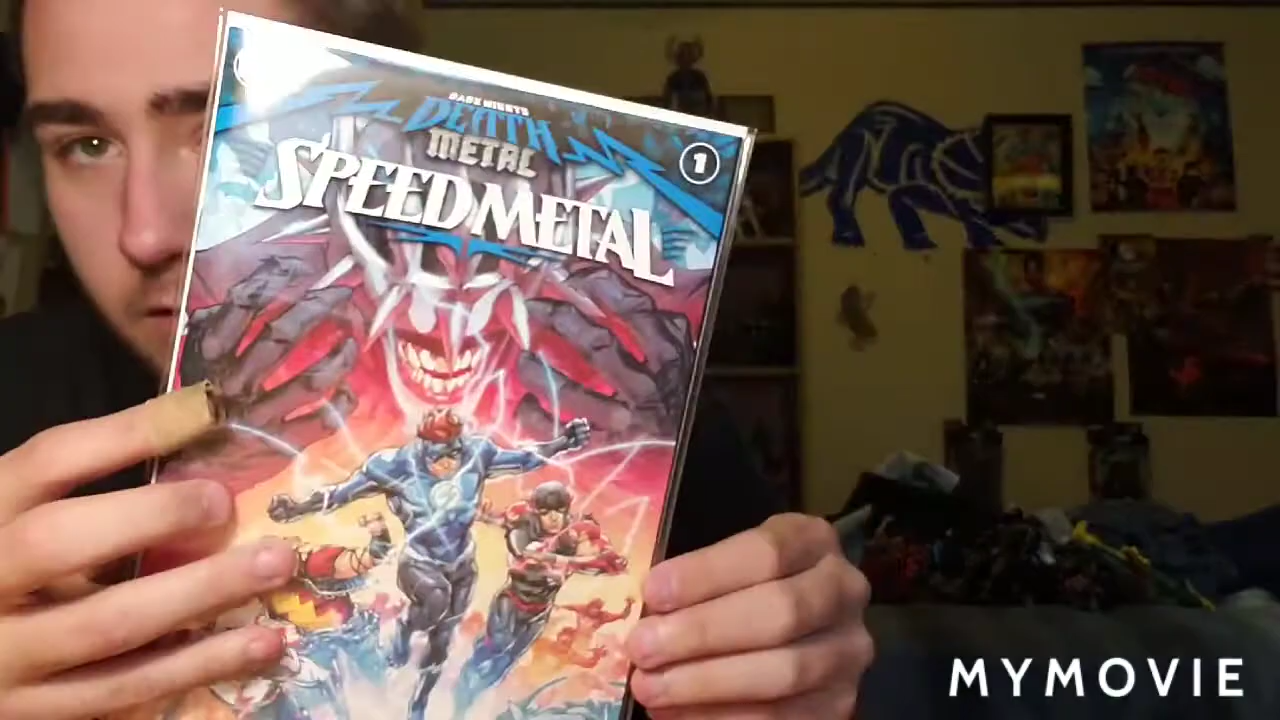 DARK NIGHTS
DEATH
METAL
SPEED METAL
1
MYMOVIE